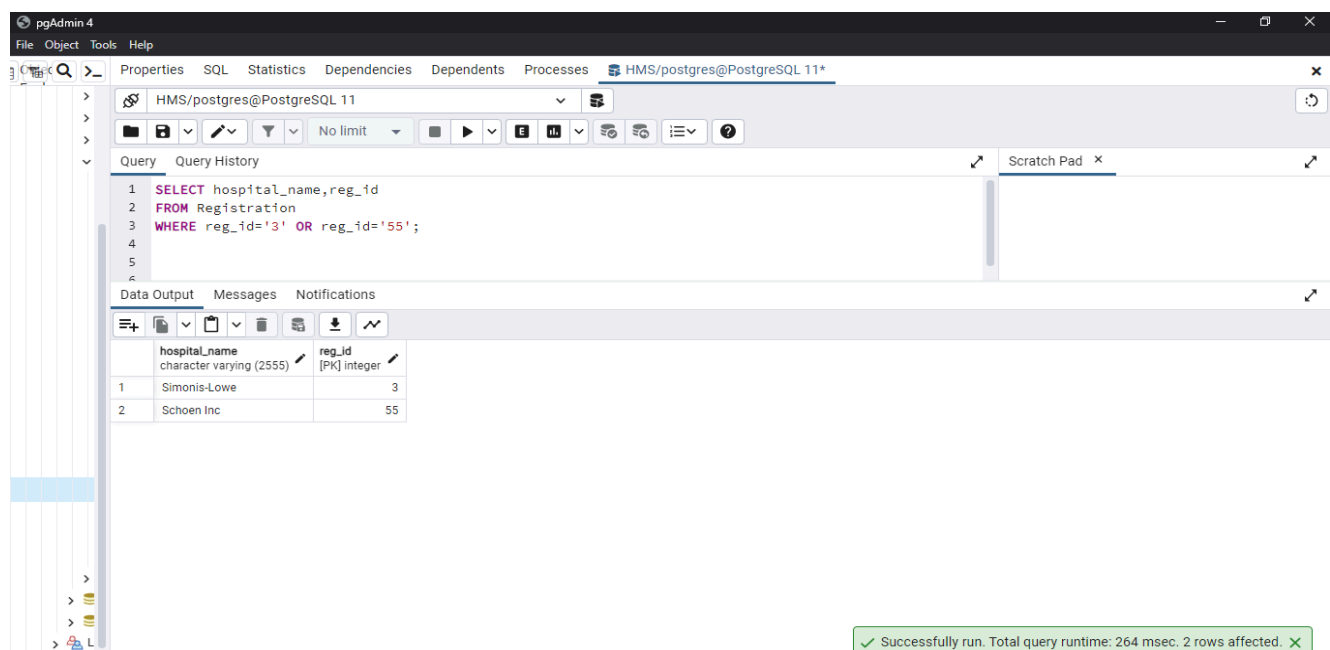 pgAdmin 4
File Object Tools Help
Properties SQL Statistics Dependencies Dependents Processes HMS/postgres@PostgreSQL 11*
HMS/postgres@PostgreSQL 11
No limit
Query Query History Scratch Pad
1 SELECT hospital_name,reg_id
2 FROM Registration
3 WHERE reg_id='3' OR reg_id='55';
4
5
6
Data Output Messages Notifications
hospital_name reg_id
character varying (2555) [PK] integer
1 Simonis-Lowe 3
2 Schoen Inc 55
L
Successfully run. Total query runtime: 264 msec. 2 rows affected.